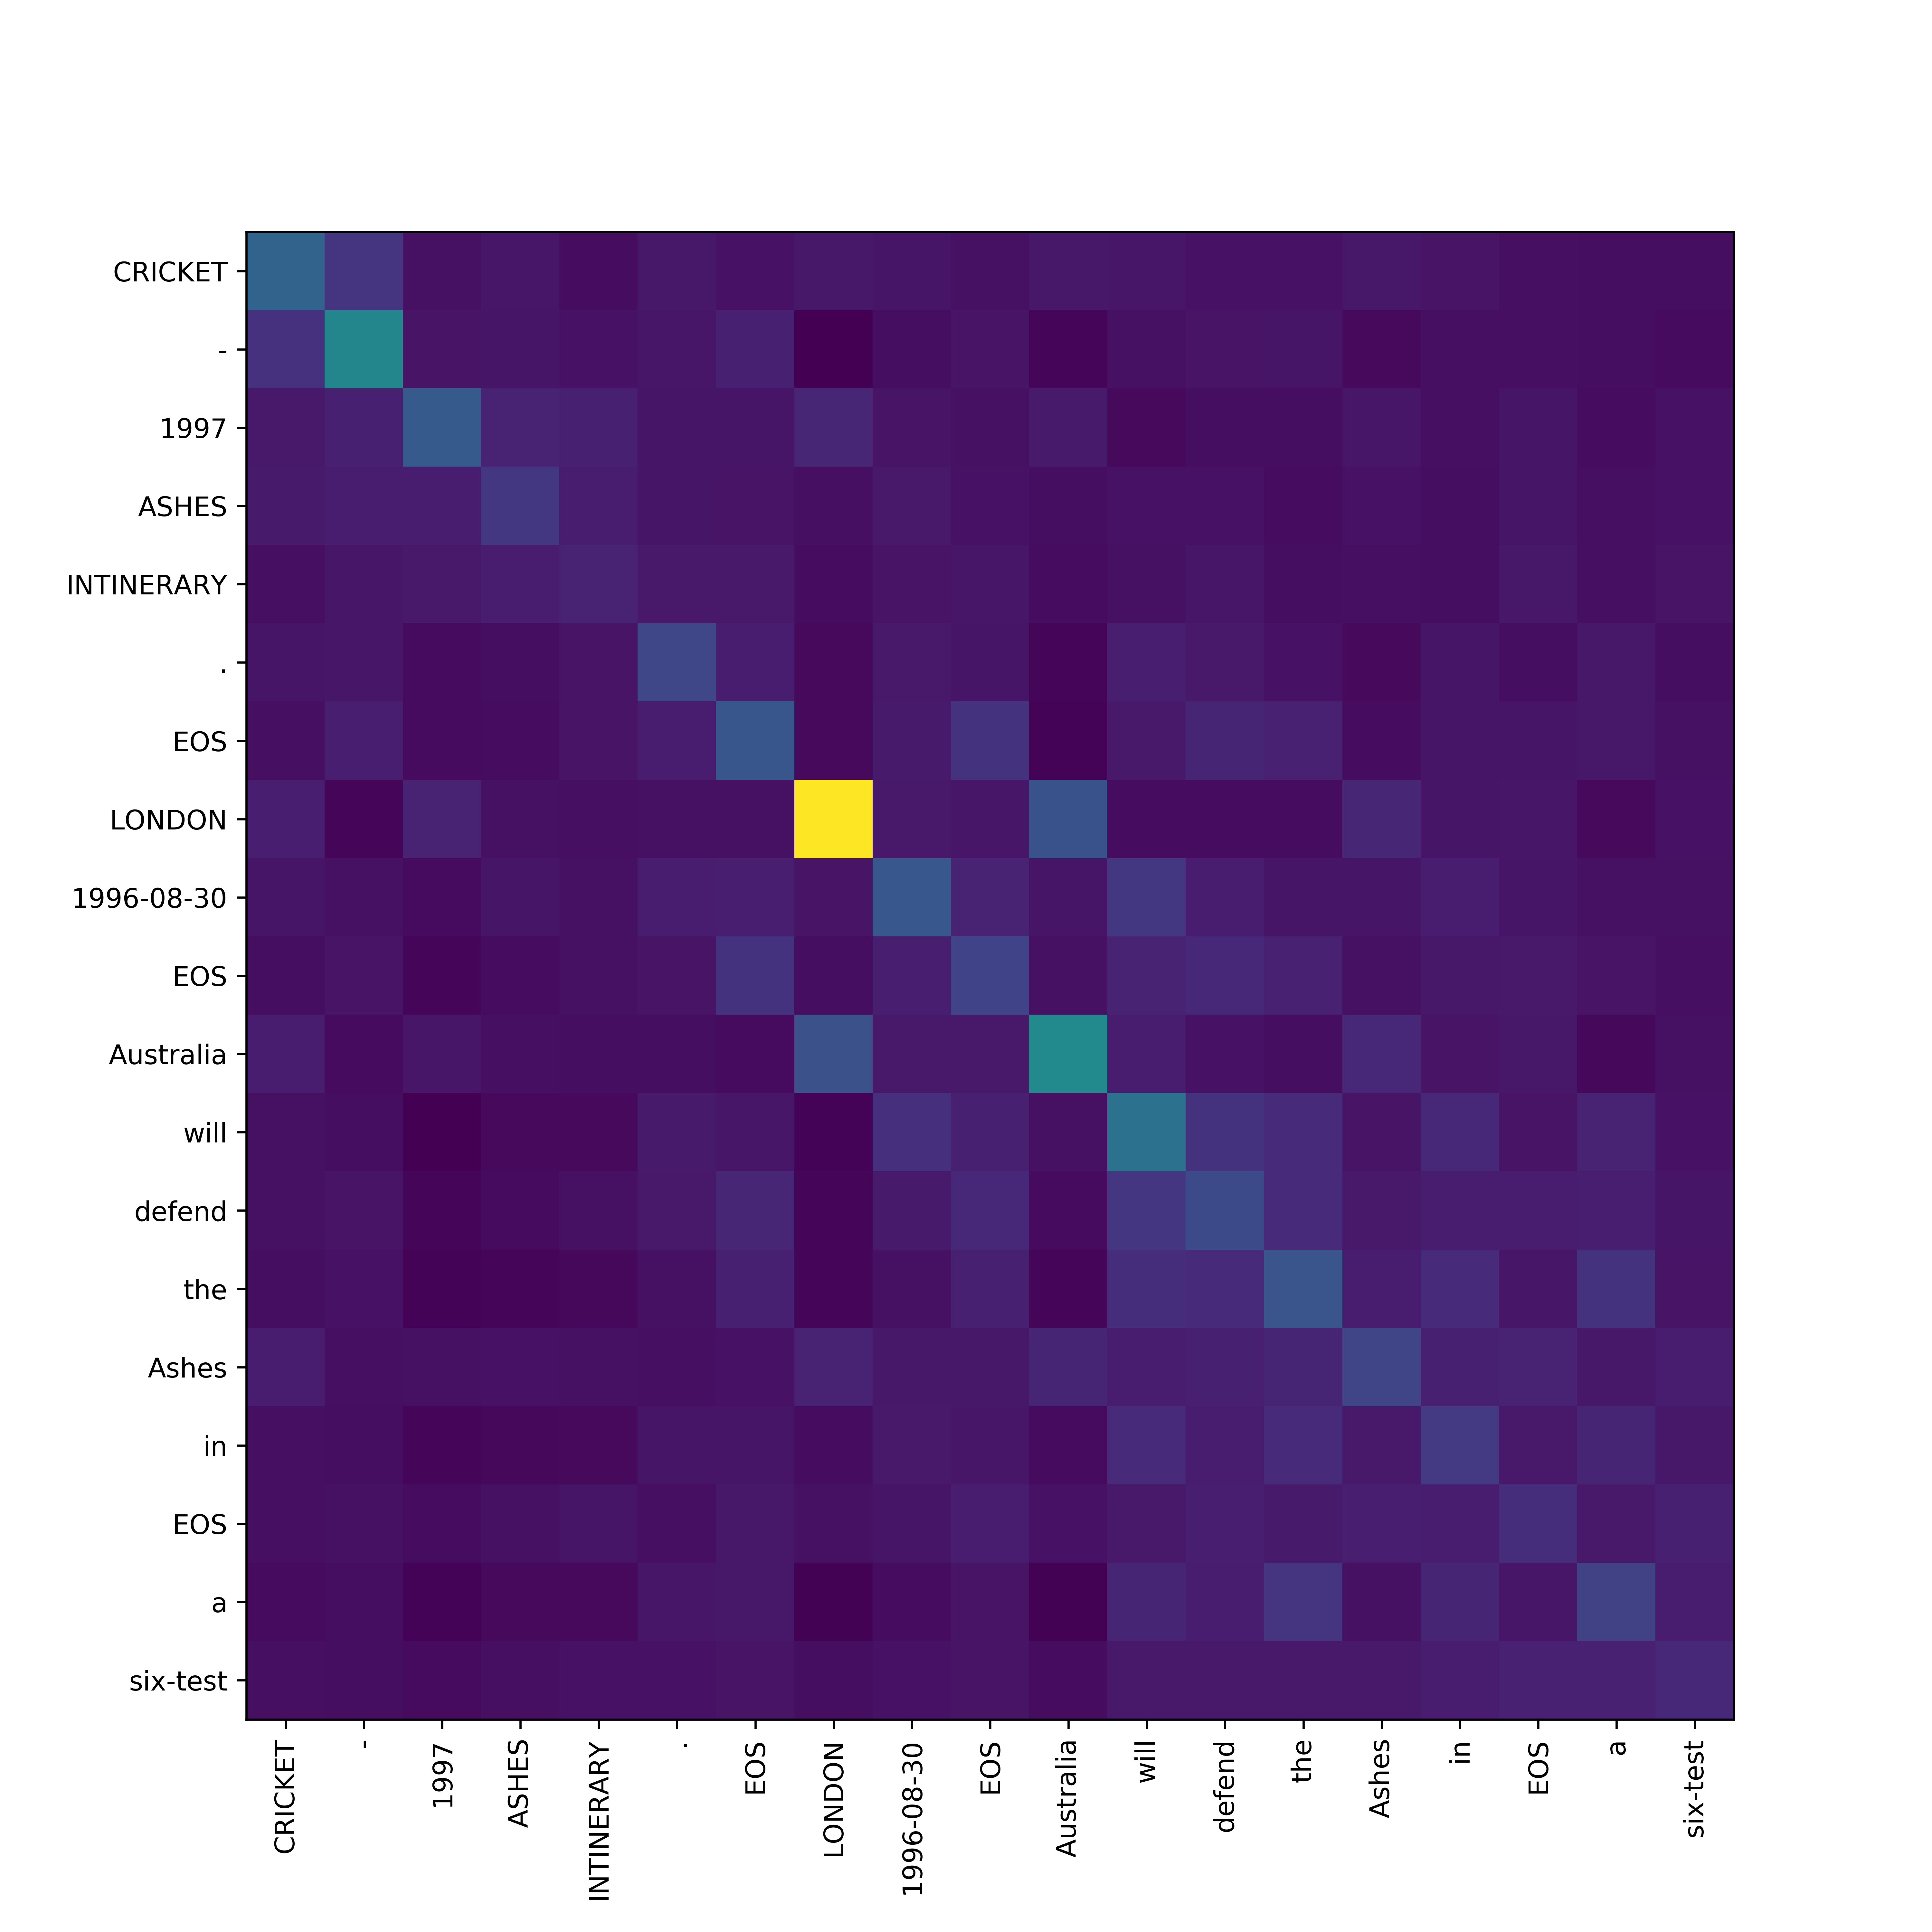 CRICKET
-
1997
ASHES
INTINERARY
.
EOS
LONDON
1996-08-30
EOS
Australia
will
defend
the
Ashes
in
EOS
a
six-test
CRICKET
-
1997
ASHES
INTINERARY
.
EOS
LONDON
1996-08-30
EOS
Australia
will
defend
the
Ashes
in
EOS
a
six-test